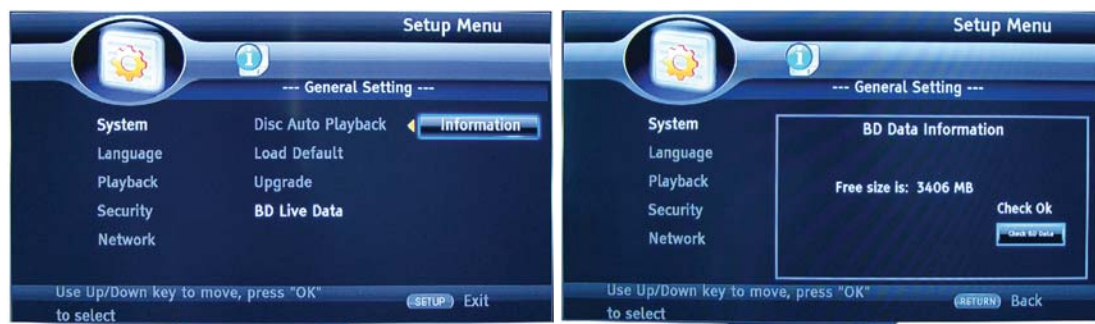 Setup Menu
--- General Setting ---
System
Disc Auto Playback
Information
Language
Load Default
Playback
Upgrade
Security
BD Live Data
Network
Use Up/Down key to move, press "OK"
to select
SETUP Exit
Setup Menu
--- General Setting ---
System
Language
Playback
Security
Network
BD Data Information
Free size is: 3406 MB
Check Ok
Check BD Data
Use Up/Down key to move, press "OK"
to select
RETURN Back